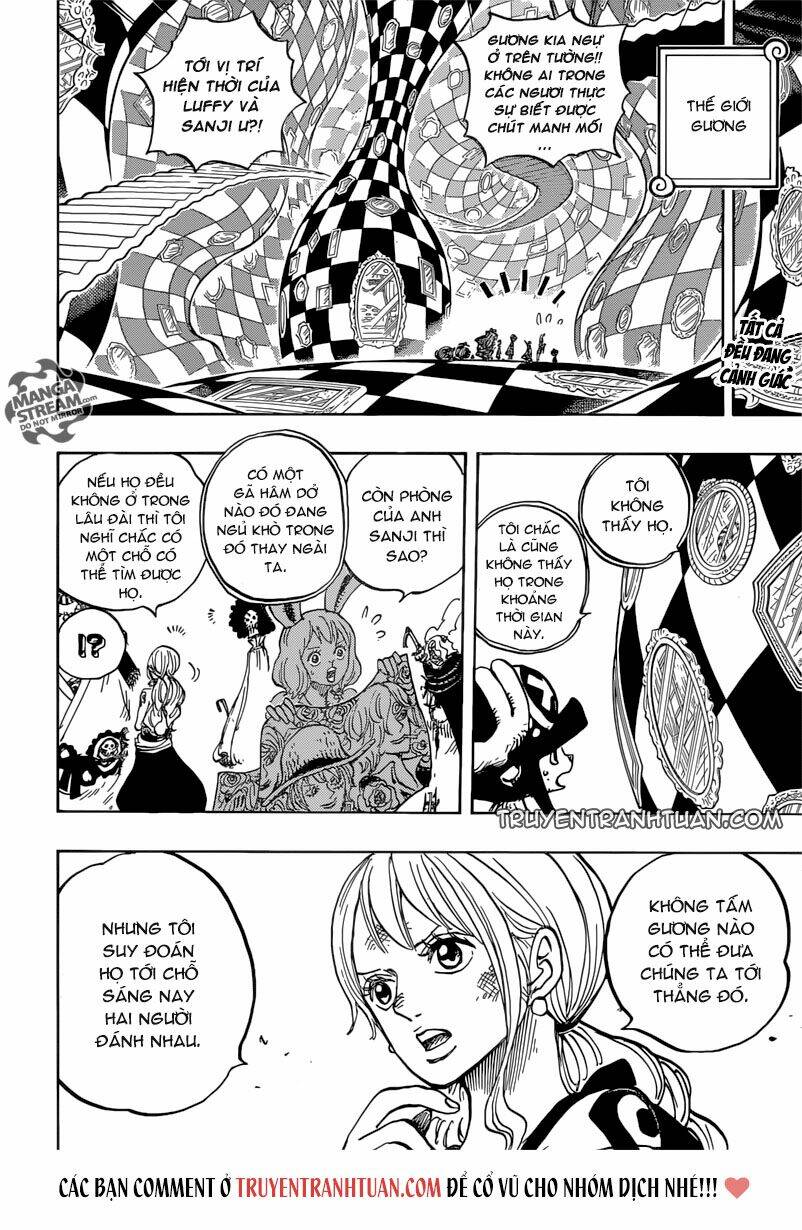 THẾ GIỚI
GƯƠNG
GƯƠNG KIA NGỰ
Ở TRÊN TƯỜNG!!
KHÔNG AI TRONG
CÁC NGƯƠI THỰC
SỰ BIẾT ĐƯỢC
CHÚT MANH MỐI
...
TỚI VỊ TRÍ
HIỆN THỜI CỦA
LUFFY VÀ
SANJI Ư?!
TẤT CẢ
ĐỀU ĐANG
CẢNH GIÁC
MANGA
STREAM.com
DO NOT MIRROR
TÔI
KHÔNG
THẤY HỌ.
TÔI CHẮC
LÀ CŨNG
KHÔNG THẤY
HỌ TRONG
KHOẢNG
THỜI GIAN
NÀY.
CÒN PHÒNG
CỦA ANH
SANJI THÌ
SAO?
CÓ MỘT
GÃ HÂM DỞ
NÀO ĐÓ ĐANG
NGỦ KHÒ TRONG
ĐÓ THAY NGÀI
TA.
NẾU HỌ ĐỀU
KHÔNG Ở TRONG
LÂU ĐÀI THÌ TÔI
NGHĨ CHẮC CÓ
CÓ MỘT CHỖ CÓ
THỂ TÌM ĐƯỢC
HỌ.
!?
TRUYENTRANHTUAN.COM
KHÔNG TẤM
GƯƠNG NÀO
CÓ THỂ ĐƯA
CHÚNG TA TỚI
THẲNG ĐÓ.
NHƯNG TÔI
SUY ĐOÁN
HỌ TỚI CHỖ
SÁNG NAY
HAI NGƯỜI
ĐÁNH NHAU.
CÁC BẠN COMMENT Ở TRUYENTRANHTUAN.COM ĐỂ CỔ VŨ CHO NHÓM DỊCH NHÉ!!! ❤